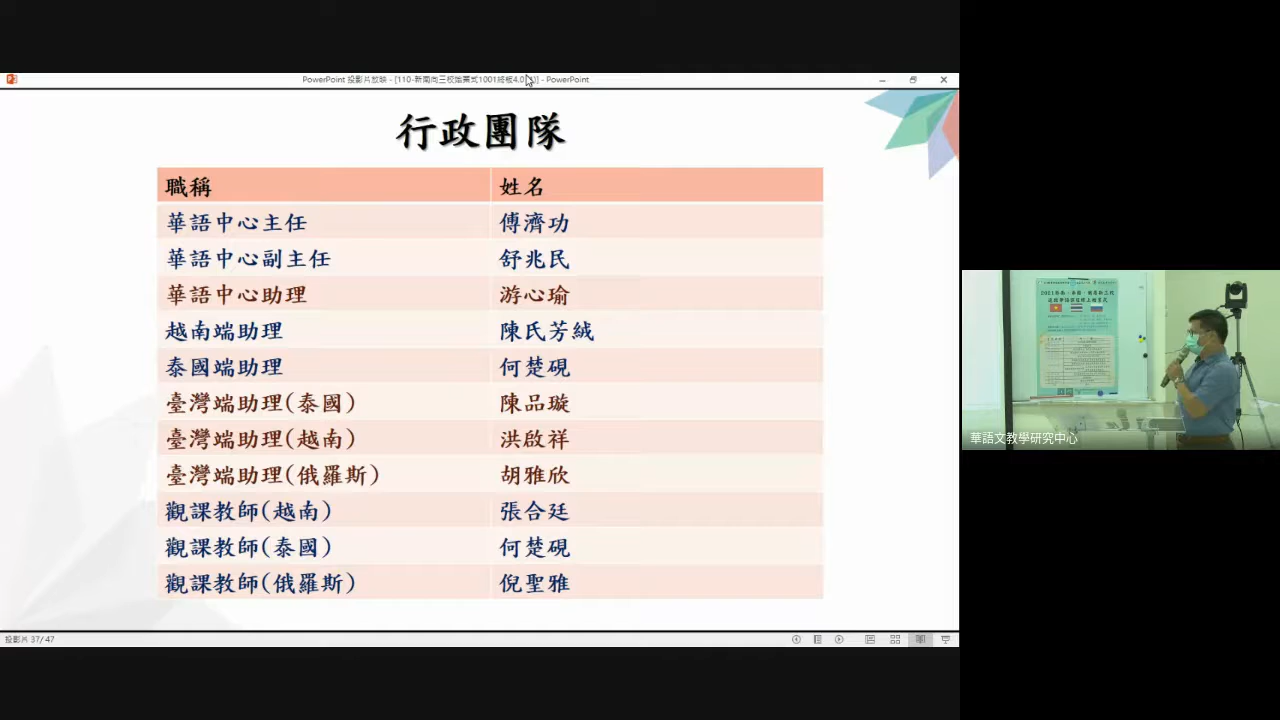 PowerPoint 投影片放映 - [110-新南向三校始業式1001終板4.0
)] - PowerPoint
行政團隊
職稱 姓名
華語中心主任 傅濟功
華語中心副主任 舒兆民
華語中心助理 游心瑜
越南端助理 陳氏芳絨
泰國端助理 何楚硯
臺灣端助理(泰國) 陳品璇
臺灣端助理(越南) 洪啟祥
臺灣端助理(俄羅斯) 胡雅欣
觀課教師(越南) 張合廷
觀課教師(泰國) 何楚硯
觀課教師(俄羅斯) 倪聖雅
投影片 37/47
華語文教學研究中心